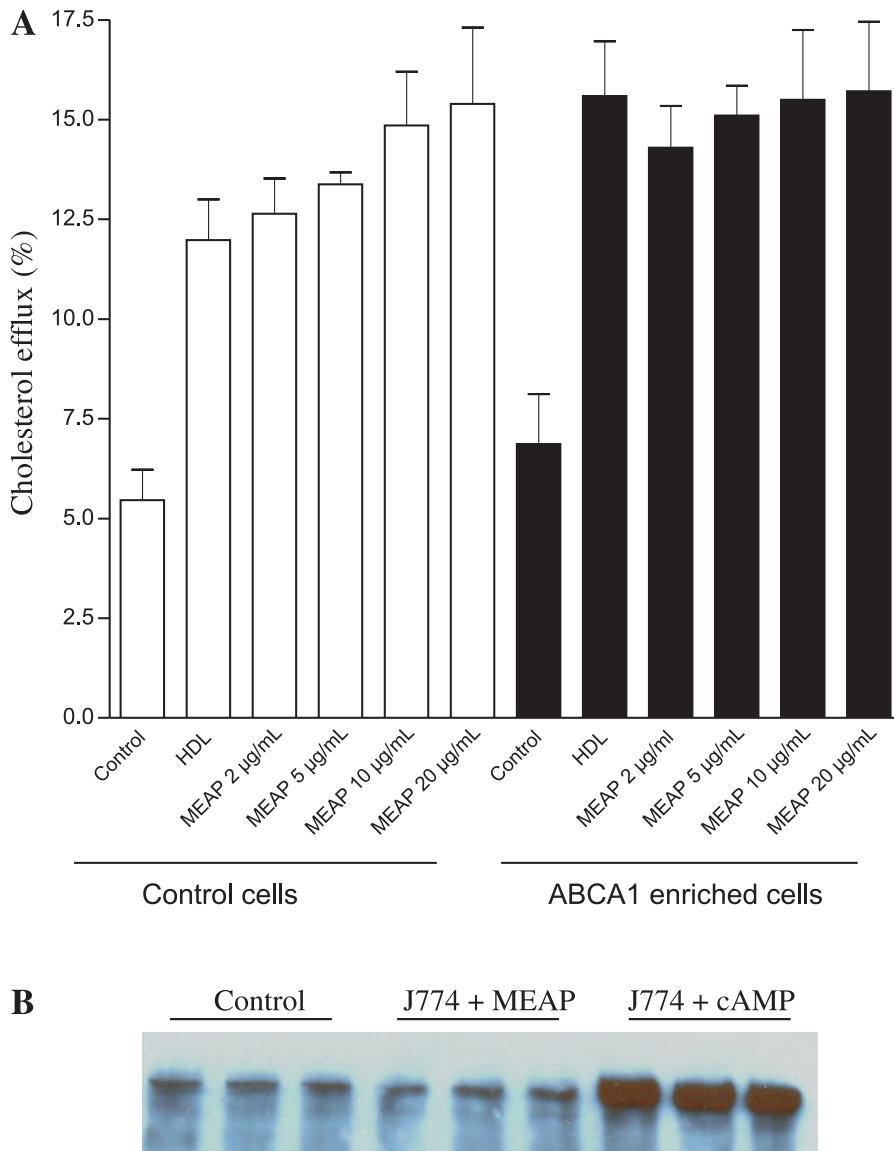 A
Cholesterol efflux (%)
17.5
15.0
12.5
10.0
7.5
5.0
2.5
0.0
Control
HDL
MEAP 2 µg/mL
MEAP 5 µg/mL
MEAP 10 µg/mL
MEAP 20 µg/mL
Control
HDL
MEAP 2 µg/ml
MEAP 5 µg/mL
MEAP 10 µg/mL
MEAP 20 µg/mL
Control cells
ABCA1 enriched cells
B
Control
J774 + MEAP
J774 + cAMP